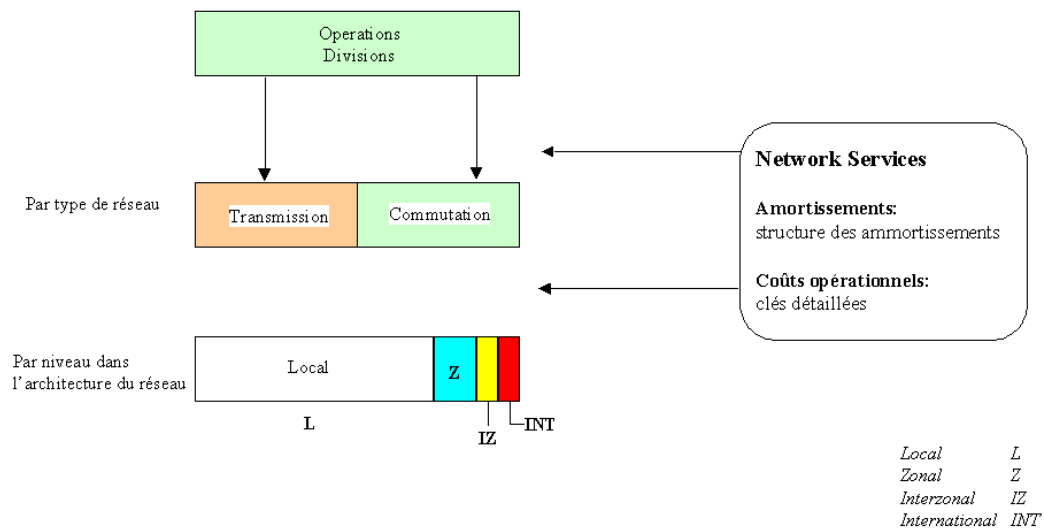 Operations
Divisions
Network Services
Par type de réseau
Transmission
Commutation
Amortissements:
structure des ammortissements
Coûts opérationnels:
clés détaillées
Par niveau dans
l'architecture du réseau
Local
Z
L
IZ
INT
Local L
Zonal Z
Interzonal IZ
International INT